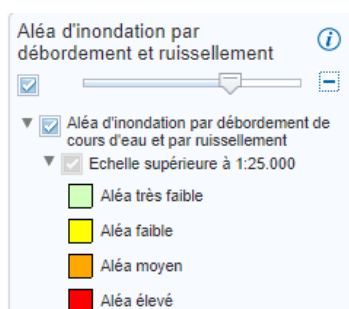 Aléa d'inondation par
débordement et ruissellement
i
Aléa d'inondation par débordement de
cours d'eau et par ruissellement
Echelle supérieure à 1:25.000
Aléa très faible
Aléa faible
Aléa moyen
Aléa élevé